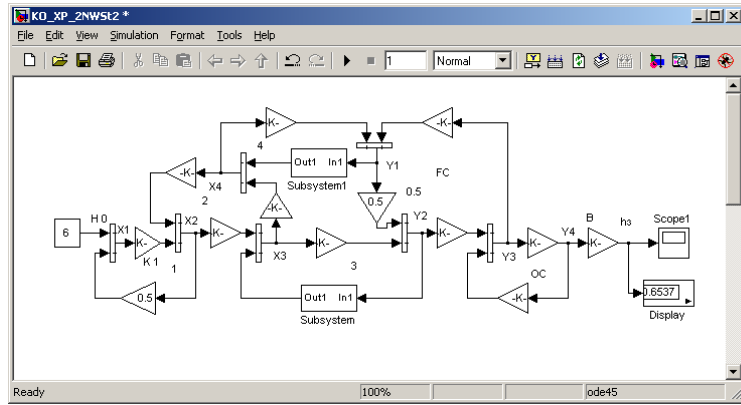 KO_XP_2NWSt2 *
File Edit View Simulation Format Tools Help
1 Normal
-K- -K-
4
Out1 In1 Y1 FC
-K- X4 Subsystem1
2 -K- 0.5 0.5
H0 X1 X2 Y2 B h3 Scope1
6 K- K- K- K- K- K-
K1 1 X3 3 Y3 Y4
OC
0.5 Out1 In1 -K- 0.6537
Subsystem Display
Ready 100% ode45